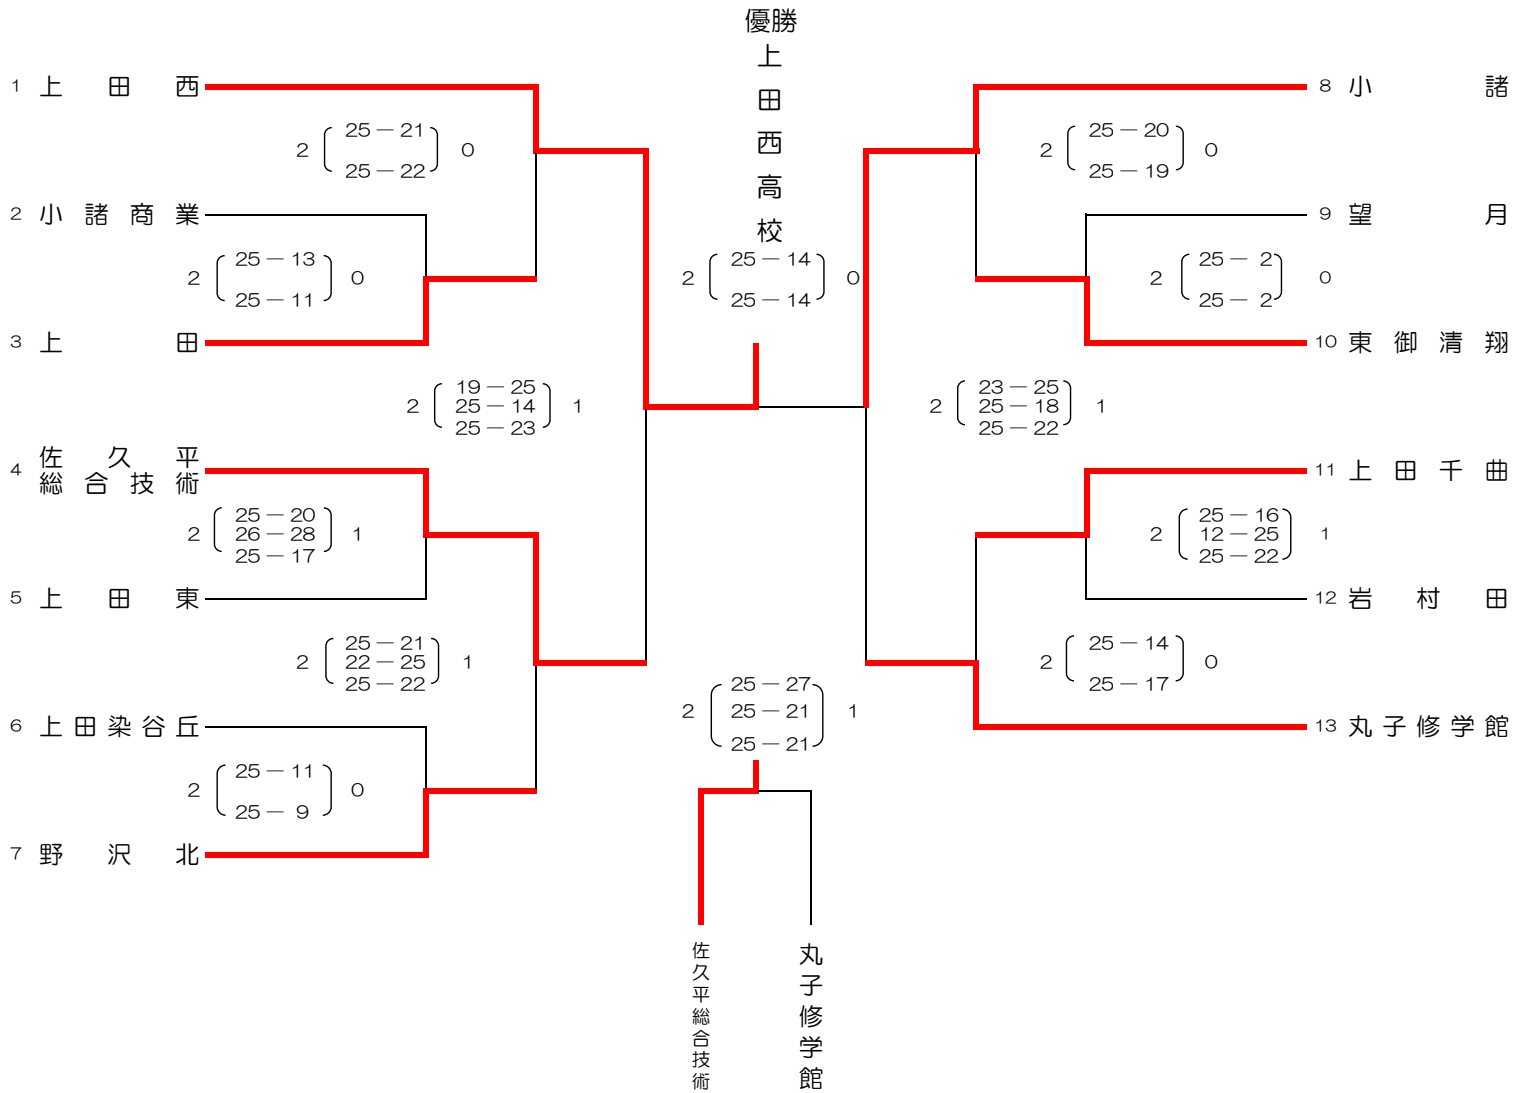 優勝
上田西高校
1 上田西
2 25－21 0
25－22
2 小諸商業
2 25－13 0
25－11
3 上田
19－25
2 25－14 1
25－23
4 佐久平
総合技術
25－20
2 26－28 1
25－17
5 上田東
25－21
2 22－25 1
25－22
6 上田染谷丘
2 25－11 0
25－9
7 野沢北
2 25－14 0
25－14
25－27
2 25－21 1
25－21
佐久平総合技術
丸子修学館
8 小諸
2 25－20 0
25－19
9 望月
2 25－2 0
25－2
10 東御清翔
23－25
2 25－18 1
25－22
11 上田千曲
25－16
2 12－25 1
25－22
12 岩村田
2 25－14 0
25－17
13 丸子修学館